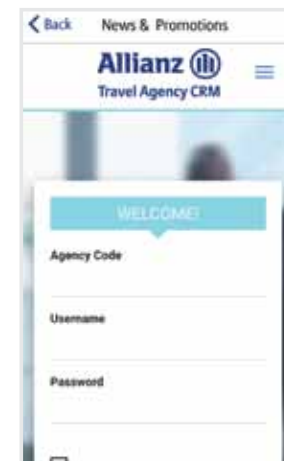 Back News & Promotions
Allianz
Travel Agency CRM
WELCOME!
Agency Code
Username
Password